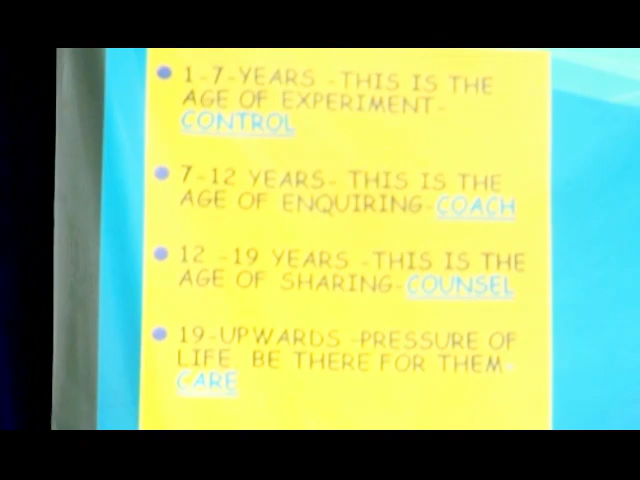 1-7-YEARS -THIS IS THE
AGE OF EXPERIMENT-
CONTROL
7-12 YEARS- THIS IS THE
AGE OF ENQUIRING-COACH
12 -19 YEARS -THIS IS THE
AGE OF SHARING-COUNSEL
19-UPWARDS -PRESSURE OF
LIFE BE THERE FOR THEM-
CARE